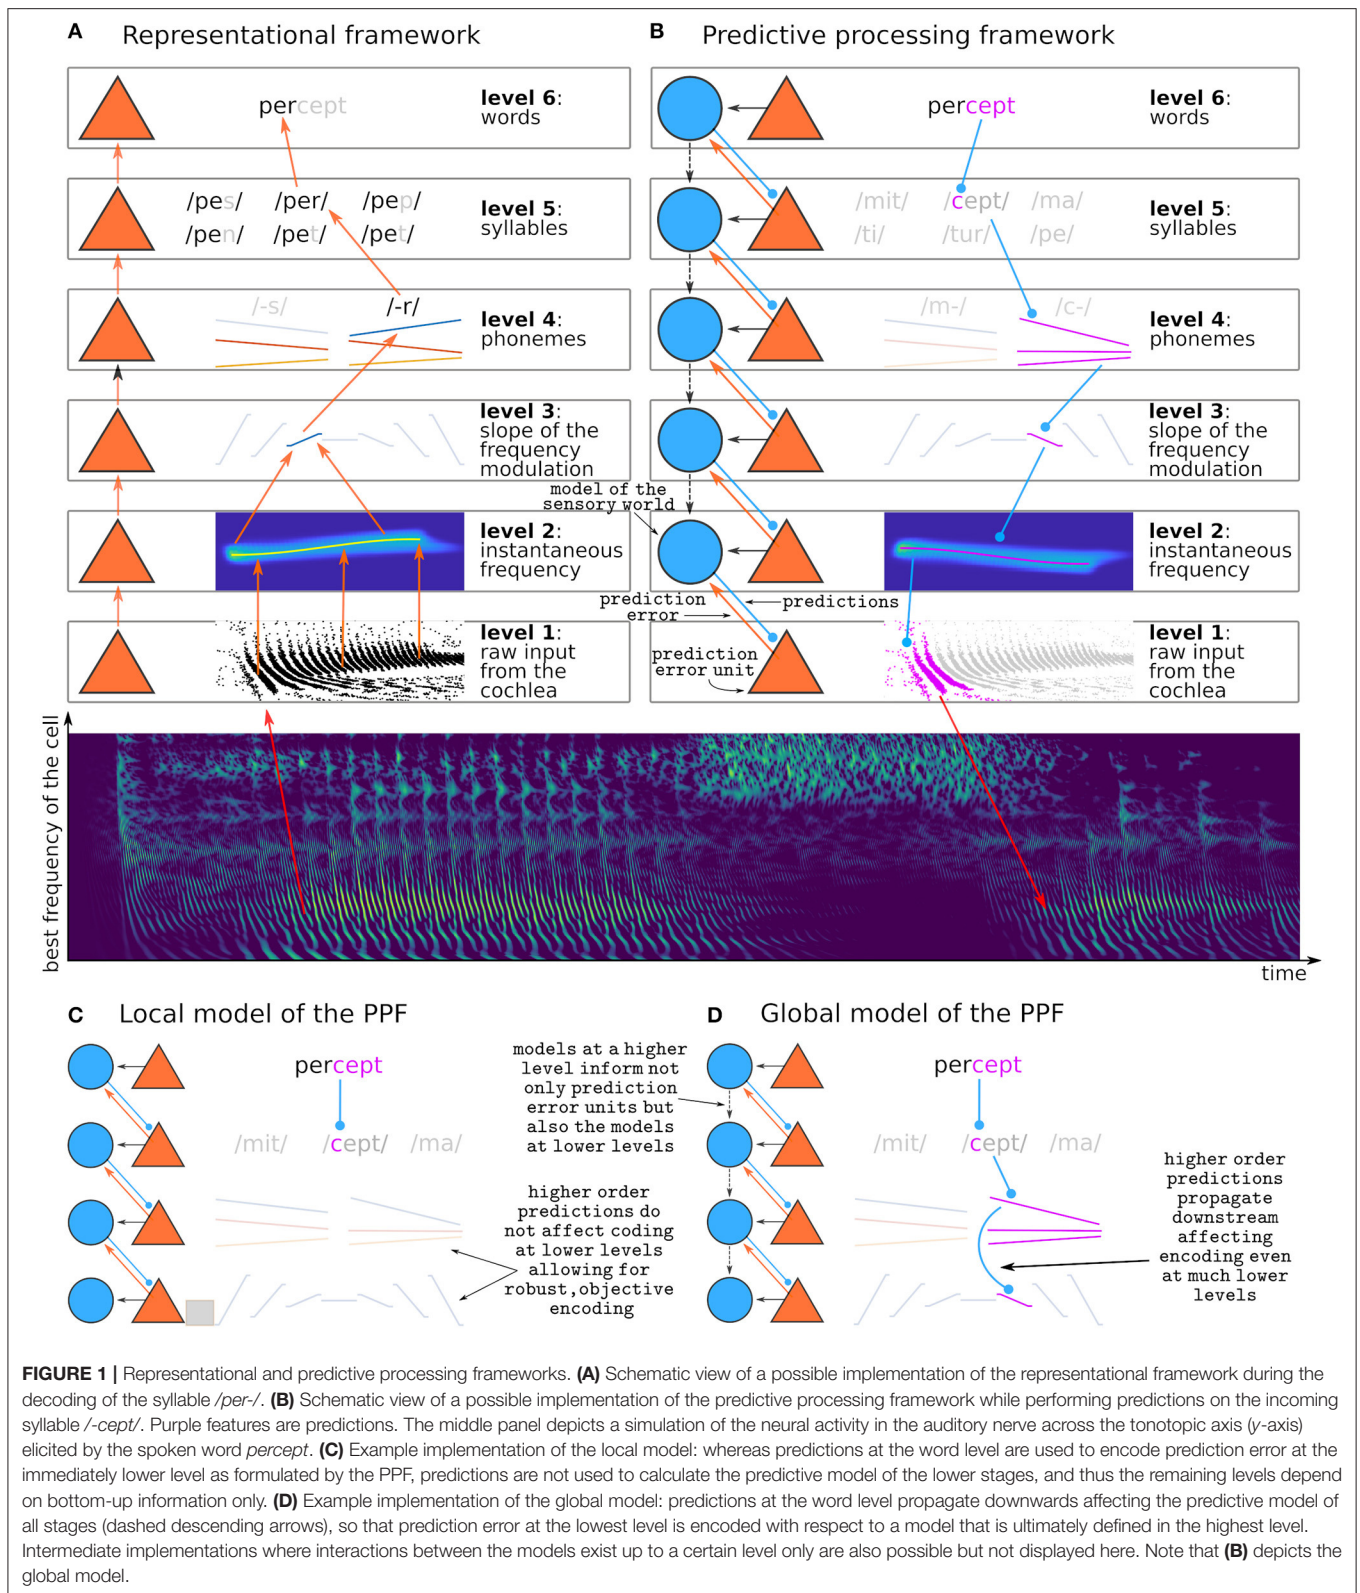 A Representational framework
B Predictive processing framework
percept
level 6:
words
percept
level 6:
words
/pes/ /per/ /pep/
/pen/ /pet/ /pet/
level 5:
syllables
/mit/ /cept/ /ma/
/ti/ /tur/ /pe/
level 5:
syllables
/-s/ /-r/
level 4:
phonemes
/m-/ /c-/
level 4:
phonemes
level 3:
slope of the
frequency
modulation
level 3:
slope of the
frequency
modulation
model of the
sensory world
level 2:
instantaneous
frequency
level 2:
instantaneous
frequency
prediction
error
predictions
level 1:
raw input
from the
cochlea
prediction
error unit
level 1:
raw input
from the
cochlea
best frequency of the cell
time
C Local model of the PPF
D Global model of the PPF
percept
/mit/ /cept/ /ma/
models at a higher
level inform not
only prediction
error units but
also the models
at lower levels
higher order
predictions do
not affect coding
at lower levels
allowing for
robust, objective
encoding
percept
/mit/ /cept/ /ma/
higher order
predictions
propagate
downstream
affecting
encoding even
at much lower
levels
FIGURE 1 | Representational and predictive processing frameworks. (A) Schematic view of a possible implementation of the representational framework during the
decoding of the syllable /per-/. (B) Schematic view of a possible implementation of the predictive processing framework while performing predictions on the incoming
syllable /-cept/. Purple features are predictions. The middle panel depicts a simulation of the neural activity in the auditory nerve across the tonotopic axis (y-axis)
elicited by the spoken word percept. (C) Example implementation of the local model: whereas predictions at the word level are used to encode prediction error at the
immediately lower level as formulated by the PPF, predictions are not used to calculate the predictive model of the lower stages, and thus the remaining levels depend
on bottom-up information only. (D) Example implementation of the global model: predictions at the word level propagate downwards affecting the predictive model of
all stages (dashed descending arrows), so that prediction error at the lowest level is encoded with respect to a model that is ultimately defined in the highest level.
Intermediate implementations where interactions between the models exist up to a certain level only are also possible but not displayed here. Note that (B) depicts the
global model.